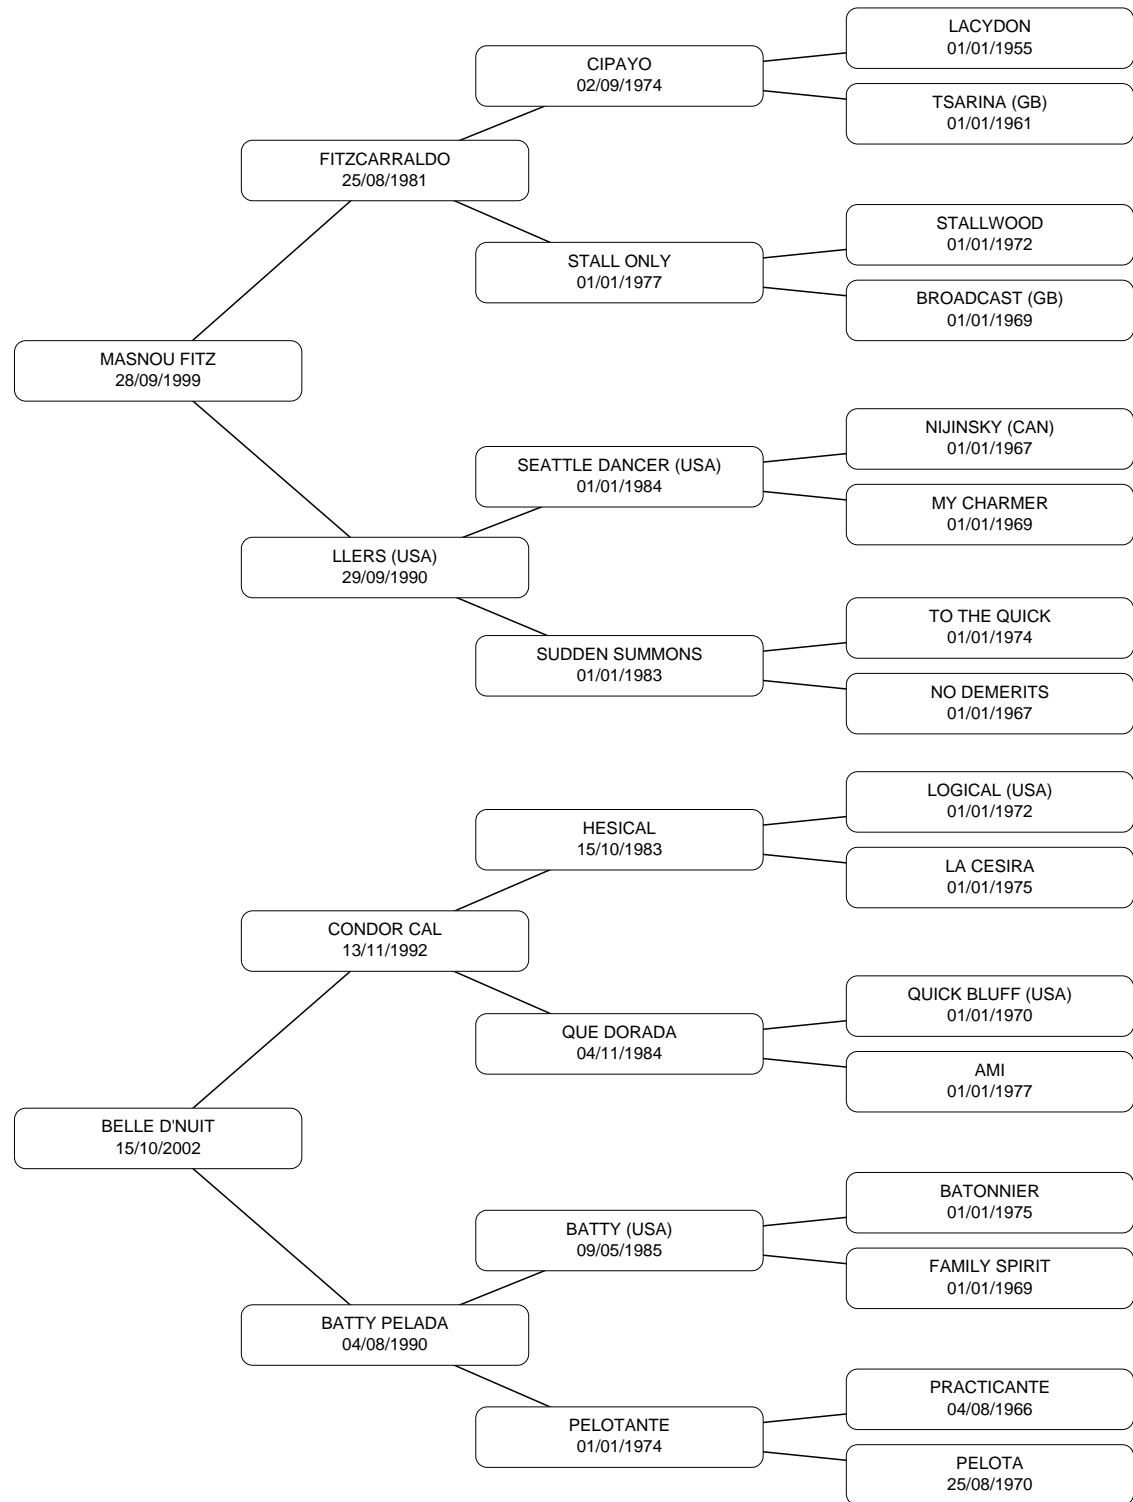 LACYDON
01/01/1955
CIPAYO
02/09/1974
TSARINA (GB)
01/01/1961
FITZCARRALDO
25/08/1981
STALLWOOD
01/01/1972
STALL ONLY
01/01/1977
BROADCAST (GB)
01/01/1969
MASNOU FITZ
28/09/1999
NIJINSKY (CAN)
01/01/1967
SEATTLE DANCER (USA)
01/01/1984
MY CHARMER
01/01/1969
LLERS (USA)
29/09/1990
TO THE QUICK
01/01/1974
SUDDEN SUMMONS
01/01/1983
NO DEMERITS
01/01/1967
LOGICAL (USA)
01/01/1972
HESICAL
15/10/1983
LA CESIRA
01/01/1975
CONDOR CAL
13/11/1992
QUICK BLUFF (USA)
01/01/1970
QUE DORADA
04/11/1984
AMI
01/01/1977
BELLE D'NUIT
15/10/2002
BATONNIER
01/01/1975
BATTY (USA)
09/05/1985
FAMILY SPIRIT
01/01/1969
BATTY PELADA
04/08/1990
PRACTICANTE
04/08/1966
PELOTANTE
01/01/1974
PELOTA
25/08/1970